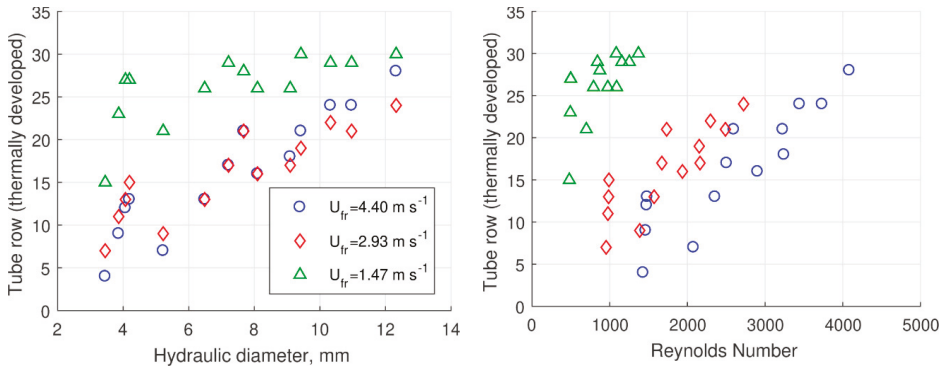 Tube row (thermally developed)
35
30
25
20
15
10
5
0
2 4 6 8 10 12 14
Hydraulic diameter, mm
U_fr=4.40 m s⁻¹
U_fr=2.93 m s⁻¹
U_fr=1.47 m s⁻¹
Tube row (thermally developed)
35
30
25
20
15
10
5
0
0 1000 2000 3000 4000 5000
Reynolds Number